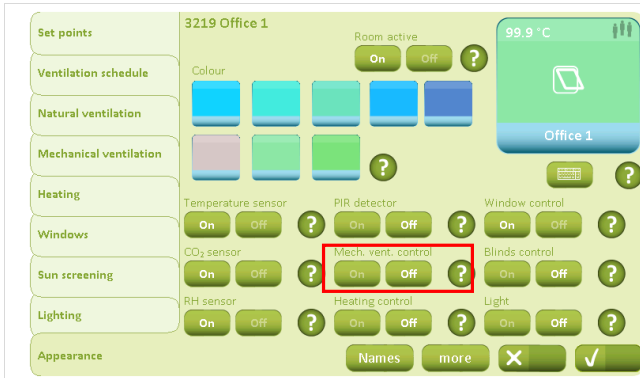 3219 Office 1
Set points
Ventilation schedule
Natural ventilation
Mechanical ventilation
Heating
Windows
Sun screening
Lighting
Appearance
Room active
On Off ?
Colour
?
99.9 °C
Office 1
?
Temperature sensor PIR detector Window control
On Off ? On Off ? On Off ?
CO₂ sensor Mech. vent. control Blinds control
On Off ? On Off ? On Off ?
RH sensor Heating control Light
On Off ? On Off ? On Off ?
Names more